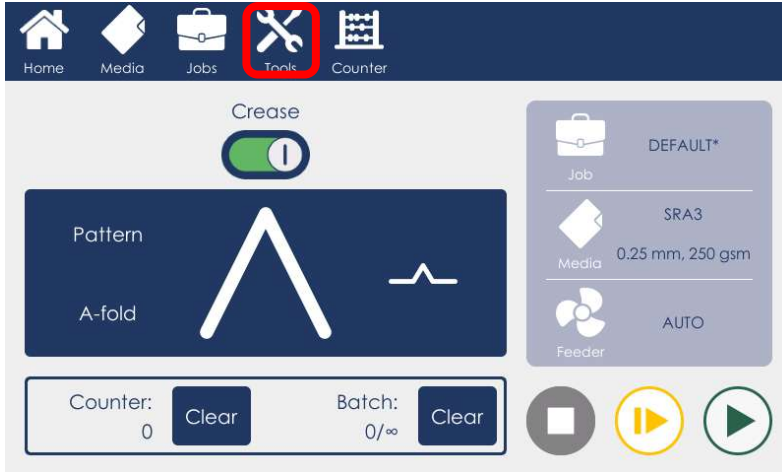 Home Media Jobs Tools Counter
Crease
Pattern
A-fold
DEFAULT*
Job
SRA3
0.25 mm, 250 gsm
Media
AUTO
Feeder
Counter:
0
Clear
Batch:
0/∞
Clear